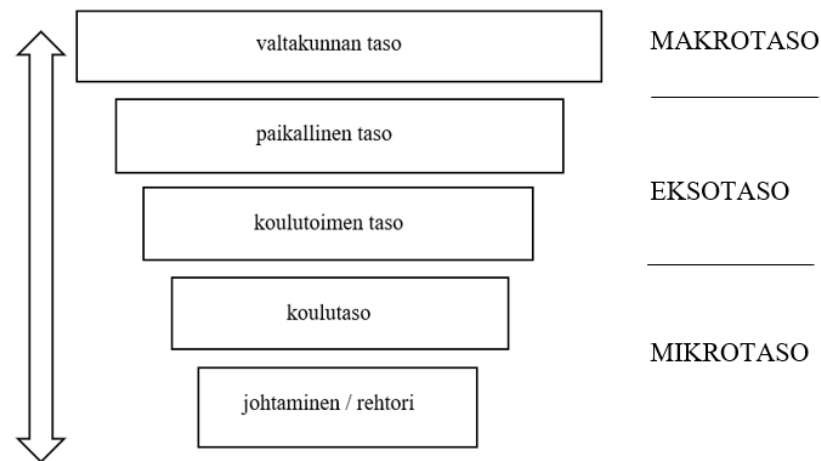 valtakunnan taso
MAKROTASO
paikallinen taso
EKSOTASO
koulutoimen taso
koulutaso
MIKROTASO
johtaminen / rehtori